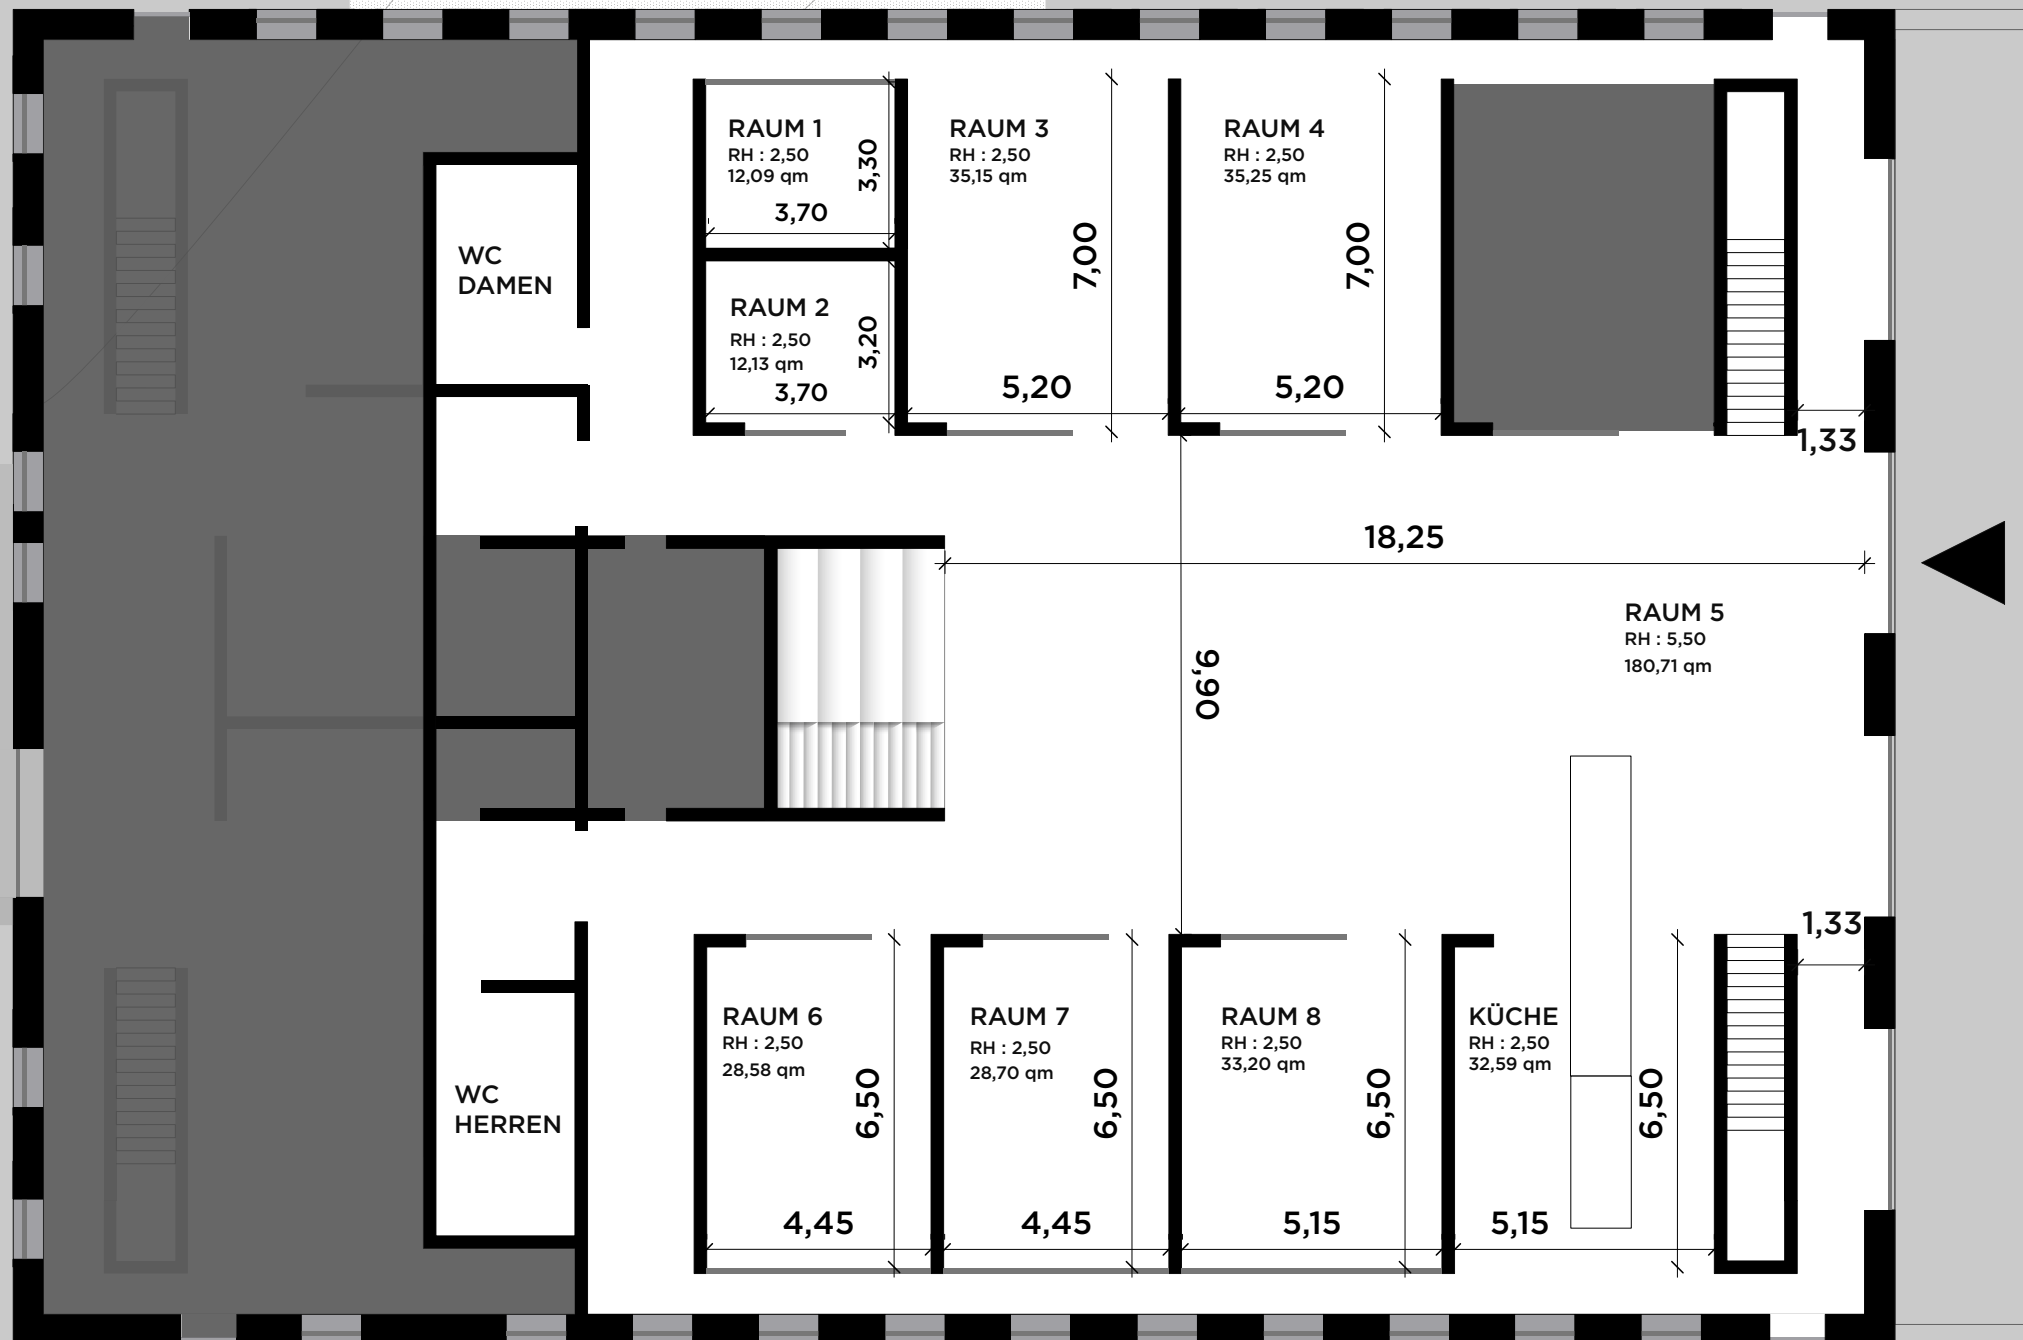 RAUM 1
RH : 2,50
12,09 qm
3,70
3,30
RAUM 3
RH : 2,50
35,15 qm
7,00
5,20
RAUM 4
RH : 2,50
35,25 qm
7,00
5,20
WC
DAMEN
RAUM 2
RH : 2,50
12,13 qm
3,70
3,20
1,33
18,25
RAUM 5
RH : 5,50
180,71 qm
9,90
1,33
RAUM 6
RH : 2,50
28,58 qm
6,50
4,45
RAUM 7
RH : 2,50
28,70 qm
6,50
4,45
RAUM 8
RH : 2,50
33,20 qm
6,50
5,15
KÜCHE
RH : 2,50
32,59 qm
6,50
5,15
WC
HERREN